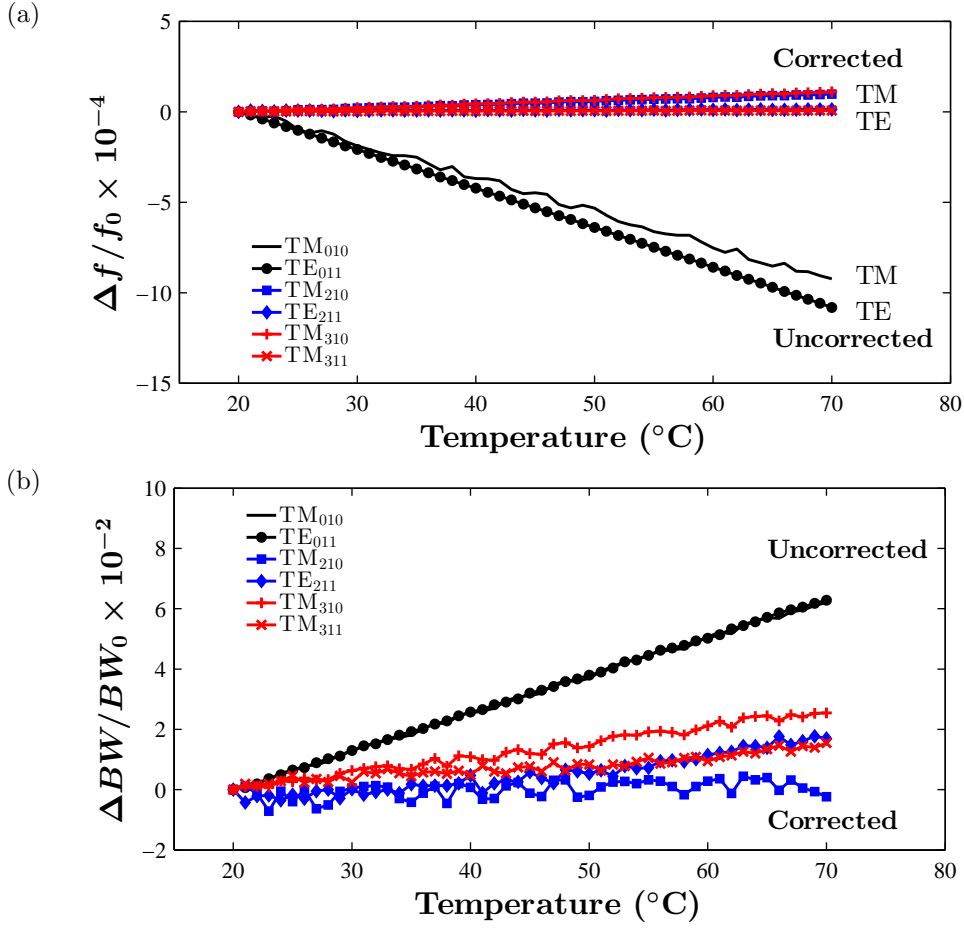 (a)
5
0
−5
−10
−15
Δf/f₀ × 10⁻⁴
Corrected
TM
TE
TM₀₁₀
TE₀₁₁
TM₂₁₀
TE₂₁₁
TM₃₁₀
TM₃₁₁
TM
TE
Uncorrected
20 30 40 50 60 70 80
Temperature (°C)
(b)
10
8
6
4
2
0
−2
ΔBW/BW₀ × 10⁻²
TM₀₁₀
TE₀₁₁
TM₂₁₀
TE₂₁₁
TM₃₁₀
TM₃₁₁
Uncorrected
Corrected
20 30 40 50 60 70 80
Temperature (°C)